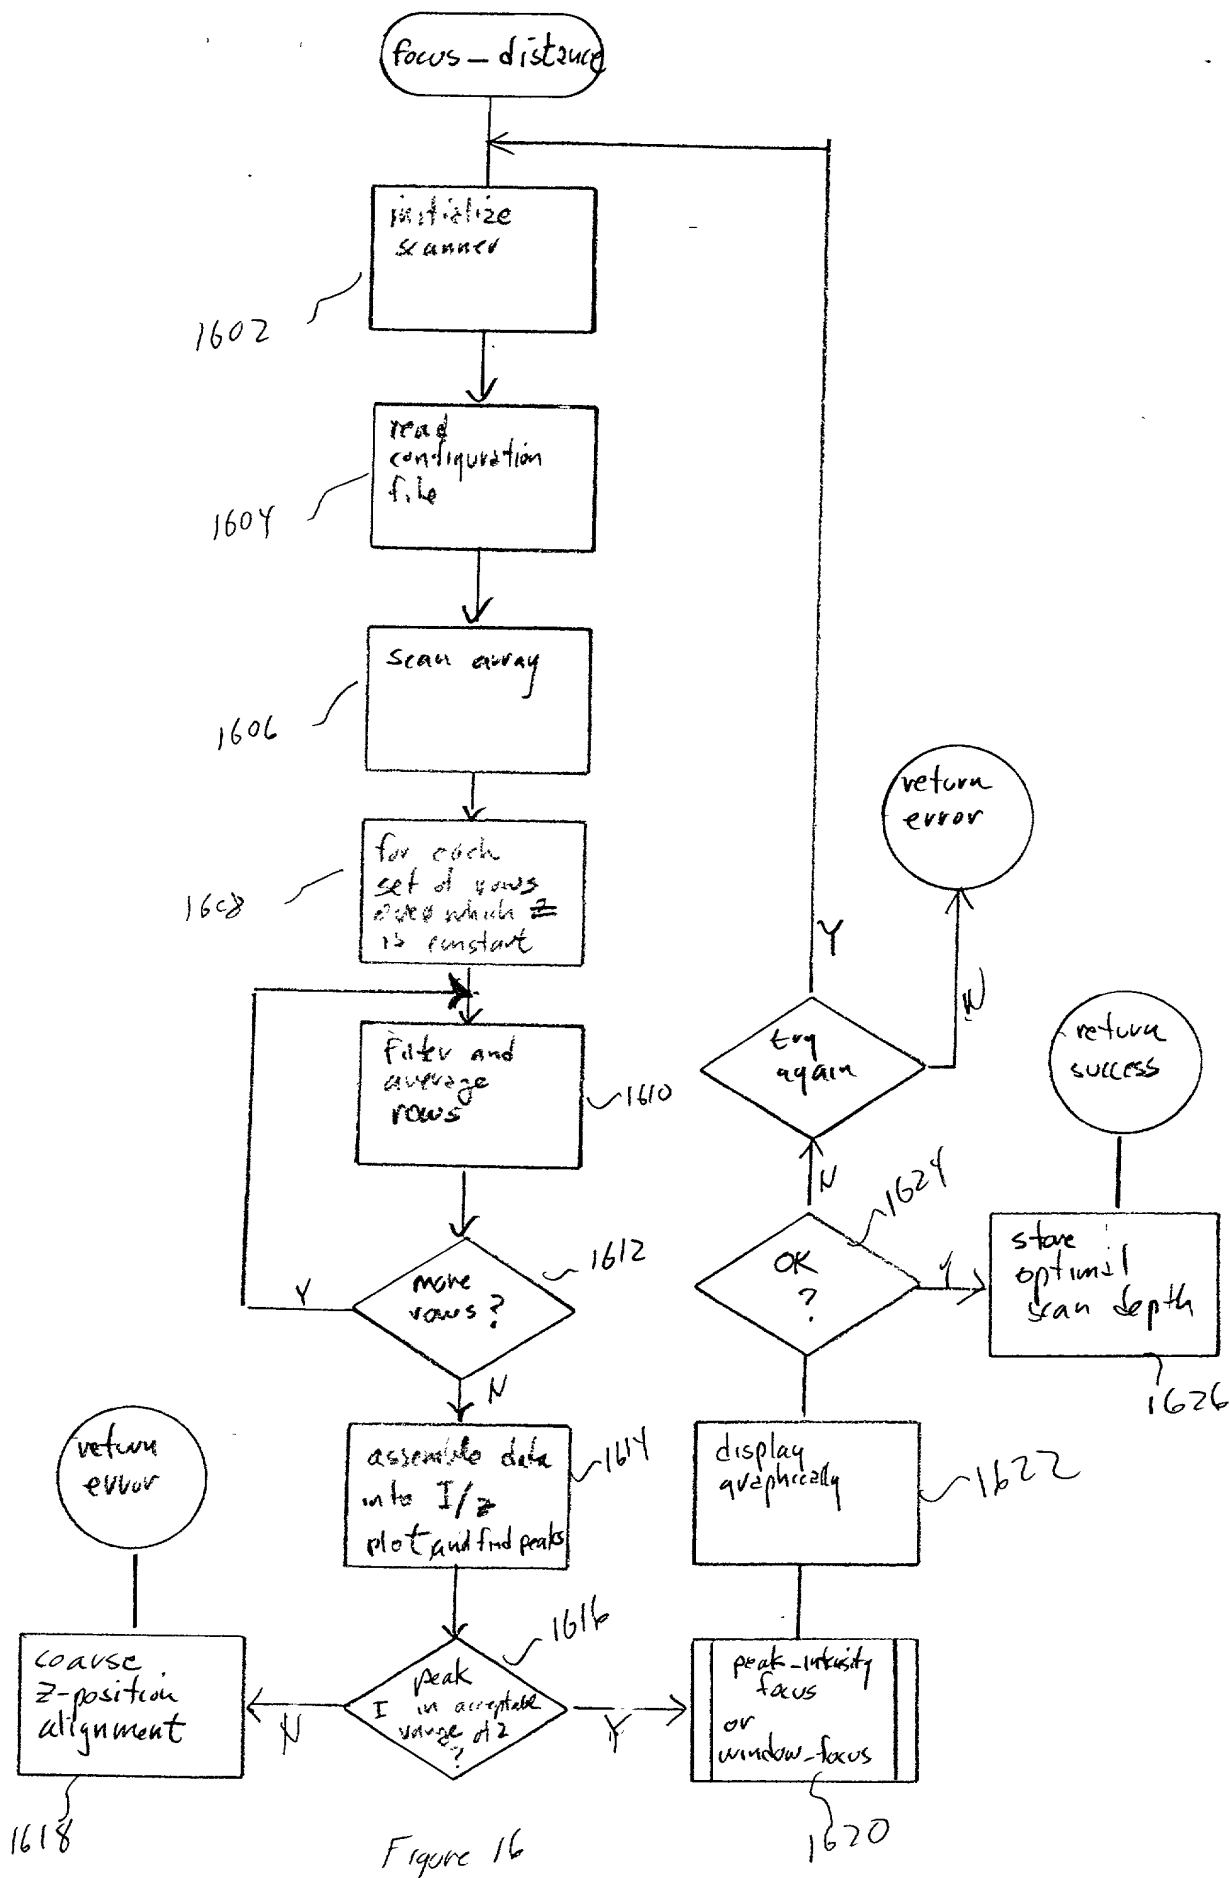 focus_distance
initialize
scanner
1602
read
configuration
file
1604
scan array
1606
for each
set of rows
over which Z
is constant
1608
Filter and
average
rows
1610
more
rows?
1612
Y
N
assemble data
into I/z
plot, and find peaks
1614
I peak
in acceptable
range of Z
?
1616
N
coarse
Z-position
alignment
1618
return
error
Y
peak_intensity
focus
or
window_focus
1620
display
graphically
1622
OK
?
1624
Y
store
optimal
scan depth
1626
return
success
N
try
again
Y
N
return
error
Figure 16